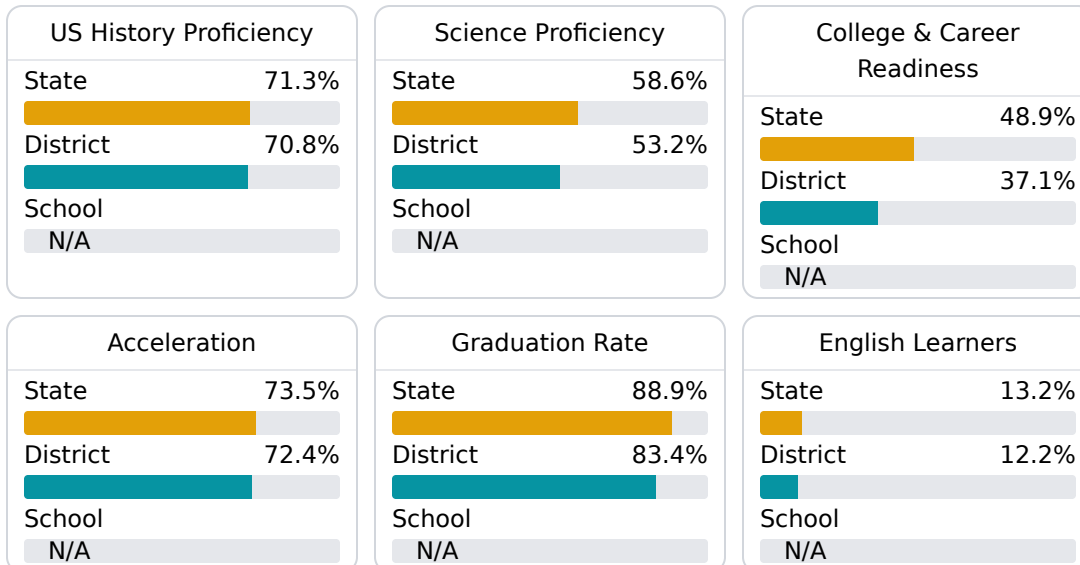 US History Proficiency
State 71.3%
District 70.8%
School
N/A
Science Proficiency
State 58.6%
District 53.2%
School
N/A
College & Career
Readiness
State 48.9%
District 37.1%
School
N/A
Acceleration
State 73.5%
District 72.4%
School
N/A
Graduation Rate
State 88.9%
District 83.4%
School
N/A
English Learners
State 13.2%
District 12.2%
School
N/A